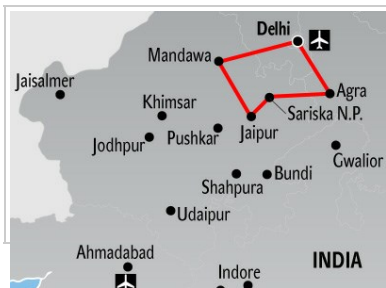 Delhi
Mandawa
Jaisalmer
Agra
Khimsar
Sariska N.P.
Pushkar
Jaipur
Jodhpur
Gwalior
Shahpura
Bundi
Udaipur
Ahmadabad
INDIA
Indore